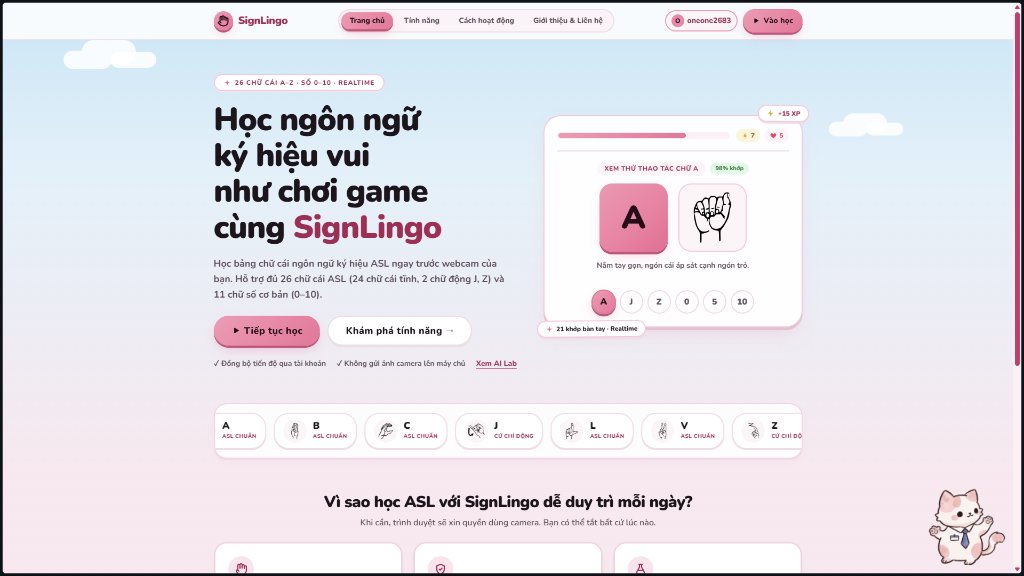 SignLingo
Trang chủ
Tính năng
Cách hoạt động
Giới thiệu & Liên hệ
O oneone2683
Vào học
26 CHỮ CÁI A–Z · SỐ 0–10 · REALTIME
Học ngôn ngữ
ký hiệu vui
như chơi game
cùng SignLingo
Học bảng chữ cái ngôn ngữ ký hiệu ASL ngay trước webcam của
bạn. Hỗ trợ đủ 26 chữ cái ASL (24 chữ cái tĩnh, 2 chữ động J, Z) và
11 chữ số cơ bản (0–10).
Tiếp tục học
Khám phá tính năng →
✓ Đồng bộ tiến độ qua tài khoản
✓ Không gửi ảnh camera lên máy chủ
Xem AI Lab
+15 XP
7
5
XEM THỬ THAO TÁC CHỮ A
98% khớp
A
Nắm tay gọn, ngón cái áp sát cạnh ngón trỏ.
A J Z 0 5 10
21 khớp bàn tay · Realtime
A
ASL CHUẨN
B
ASL CHUẨN
C
ASL CHUẨN
J
CỬ CHỈ ĐỘNG
L
ASL CHUẨN
V
ASL CHUẨN
Z
CỬ CHỈ ĐỘ
Vì sao học ASL với SignLingo dễ duy trì mỗi ngày?
Khi cần, trình duyệt sẽ xin quyền dùng camera. Bạn có thể tắt bất cứ lúc nào.